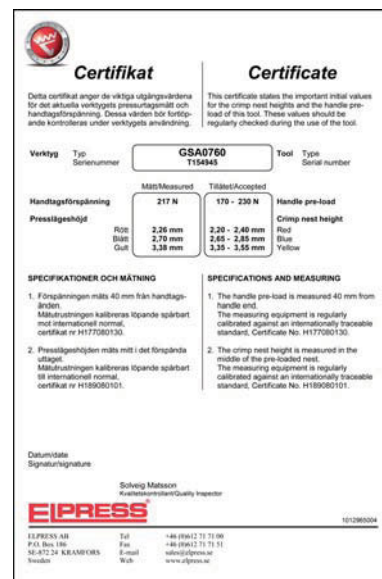 Certifikat
Certificate
Detta certifikat anger de viktiga utgångsvärdena
för det aktuella verktygets pressurtagsmått och
handtagsförspänning. Dessa värden bör fortlöp-
ande kontrolleras under verktygets användning.
This certificate states the important initial values
for the crimp nest heights and the handle pre-
load of this tool. These values should be
regularly checked during the use of the tool.
Verktyg Typ GSA0760 Tool Type
Serienummer T154945 Serial number
Mätt/Measured Tillåtet/Accepted
Handtagsförspänning 217 N 170 - 230 N Handle pre-load
Presslägeshöjd Crimp nest height
Rött 2,26 mm 2,20 - 2,40 mm Red
Blått 2,70 mm 2,65 - 2,85 mm Blue
Gult 3,38 mm 3,35 - 3,55 mm Yellow
SPECIFIKATIONER OCH MÄTNING
1. Förspänningen mäts 40 mm från handtags-
änden.
Mätutrustningen kalibreras löpande spårbart
mot internationell normal,
certifikat nr H177080130.
2. Presslägeshöjden mäts mitt i det förspända
uttaget.
Mätutrustningen kalibreras löpande spårbart
till internationell normal,
certifikat nr H189080101.
SPECIFICATIONS AND MEASURING
1. The handle pre-load is measured 40 mm from
handle end.
The measuring equipment is regularly
calibrated against an internationally traceable
standard, Certificate No. H177080130.
2. The crimp nest height is measured in the
middle of the pre-loaded nest.
The measuring equipment is regularly
calibrated against an internationally traceable
standard, Certificate No. H189080101.
Datum/date
Signatur/signature
Solveig Matsson
Kvalitetskontrollant/Quality Inspector
ELPRESS®
1012965004
ELPRESS AB Tel +46 (0)612 71 71 00
P.O. Box 186 Fax +46 (0)612 71 71 51
SE-872 24 KRAMFORS E-mail sales@elpress.se
Sweden Web www.elpress.se